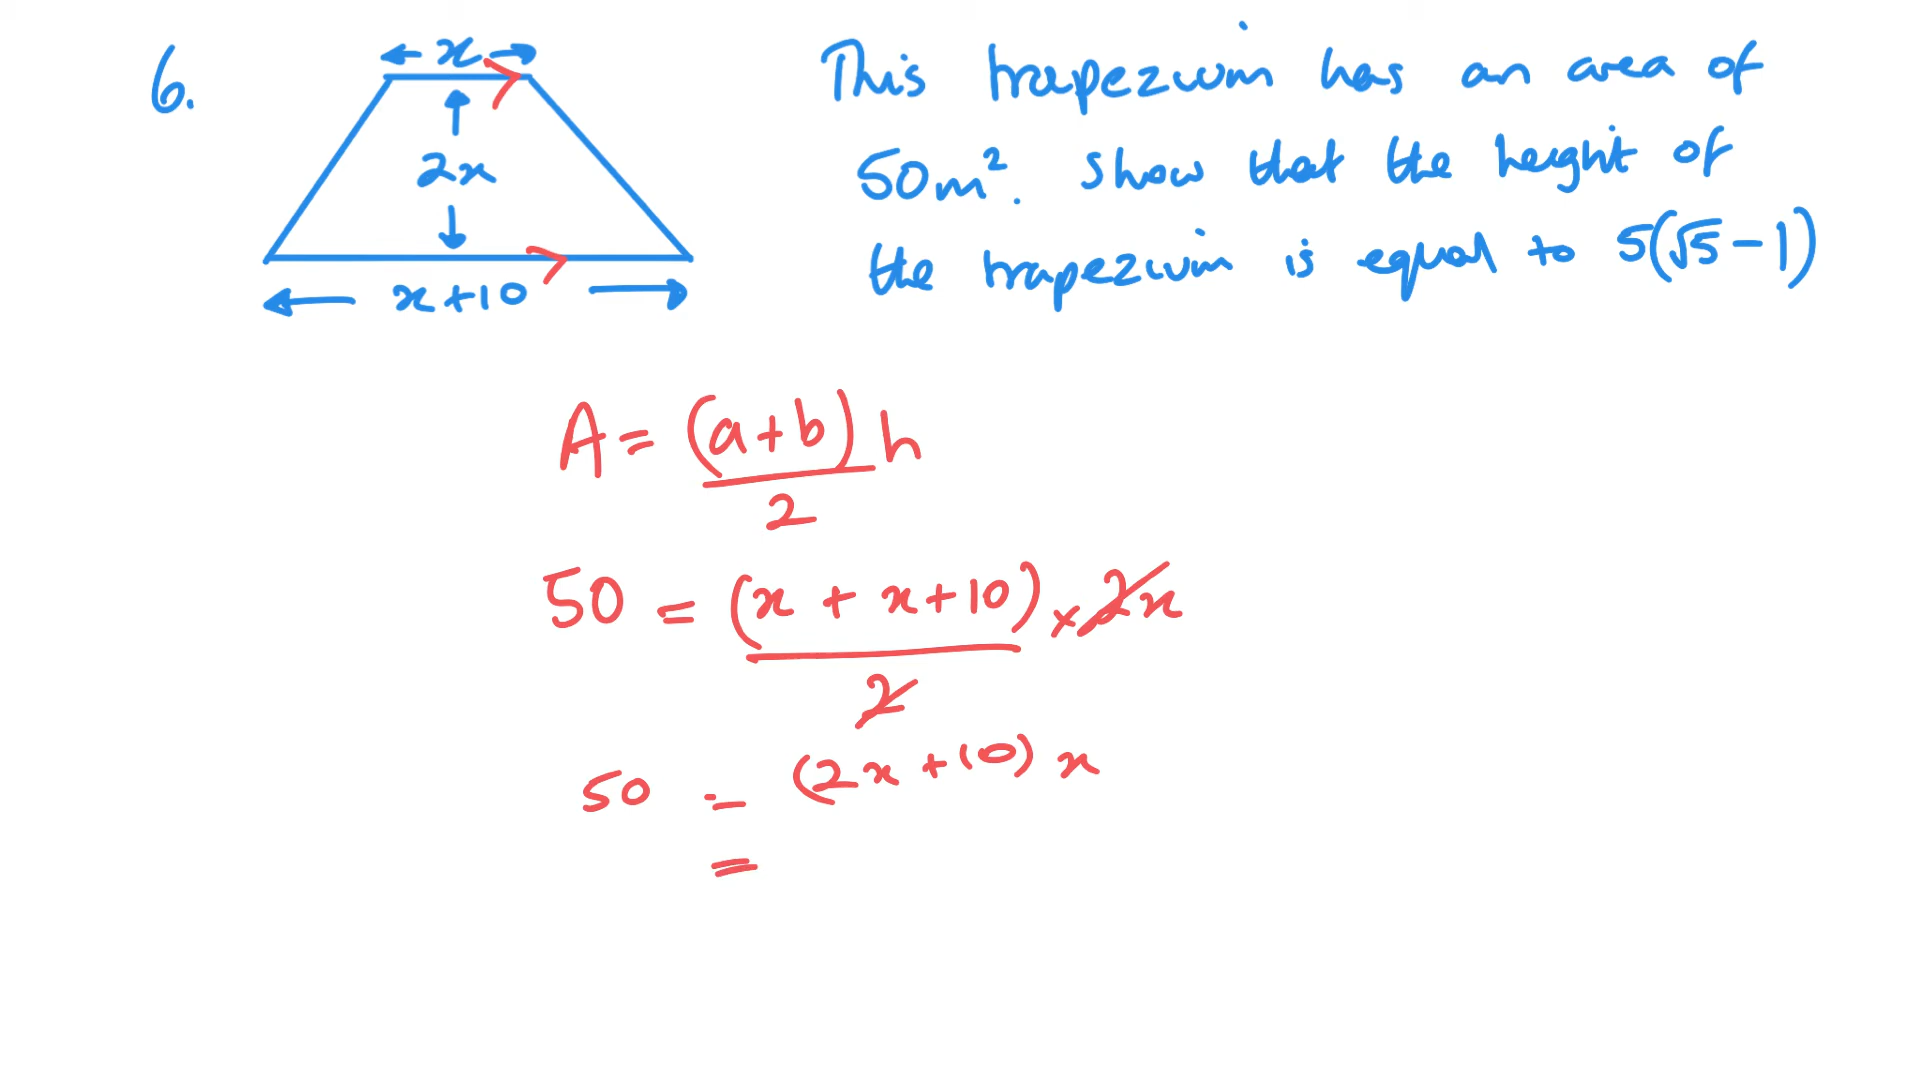 6.
x
2x
x+10
This trapezium has an area of
50m². Show that the height of
the trapezium is equal to 5(√5-1)
A = (a+b)/2 h
50 = (x + x+10)/2 × 2x
50 = (2x+10)x
=